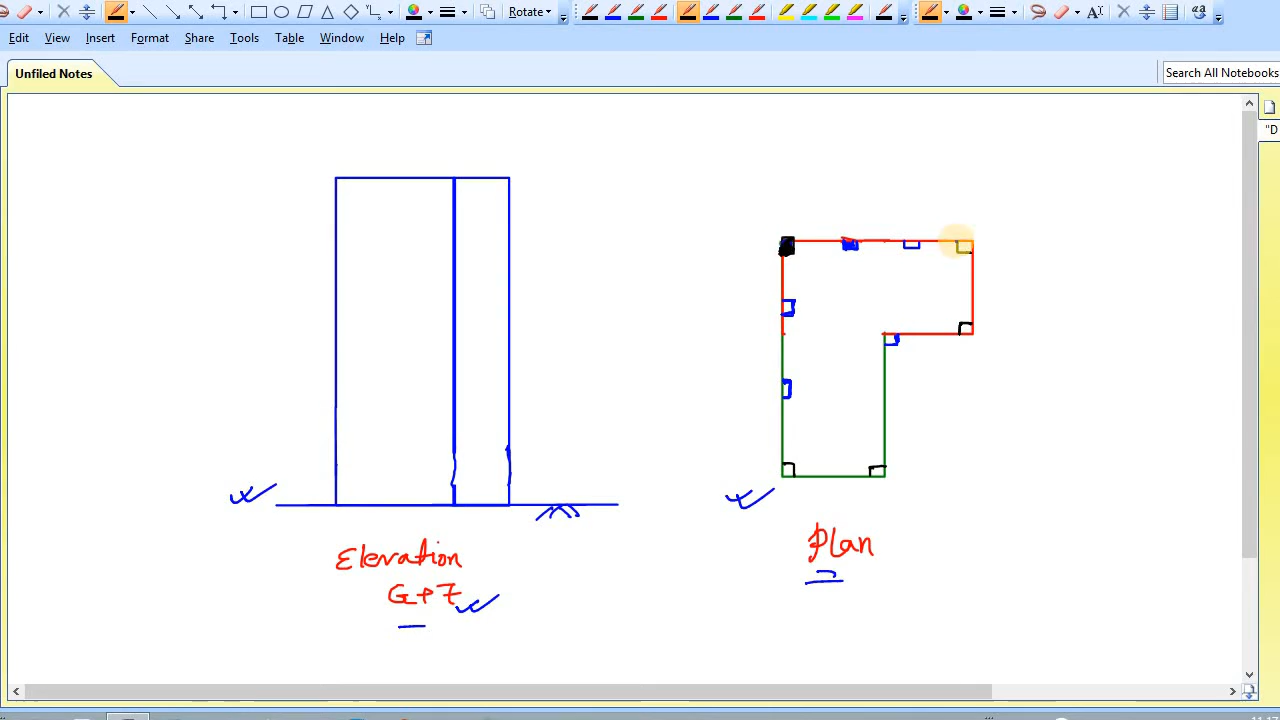 Rotate
Edit View Insert Format Share Tools Table Window Help
Unfiled Notes
Search All Notebooks
"D
Elevation
G+7
Plan